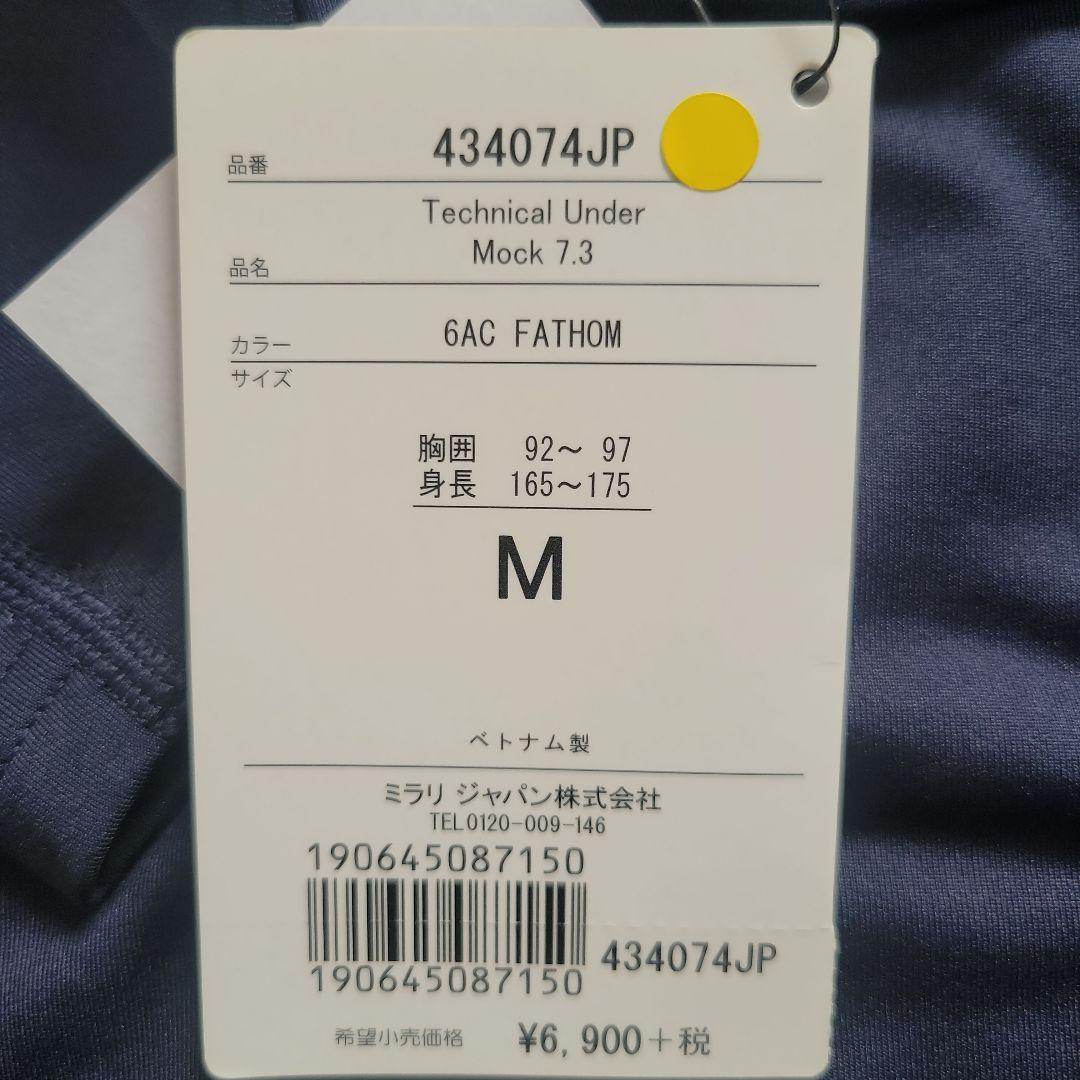 品番 434074JP
Technical Under
Mock 7.3
品名
カラー 6AC FATHOM
サイズ
胸囲 92～ 97
身長 165～175
M
ベトナム製
ミラリ ジャパン株式会社
TEL0120-009-146
190645087150
434074JP
190645087150
希望小売価格 ¥6,900＋税